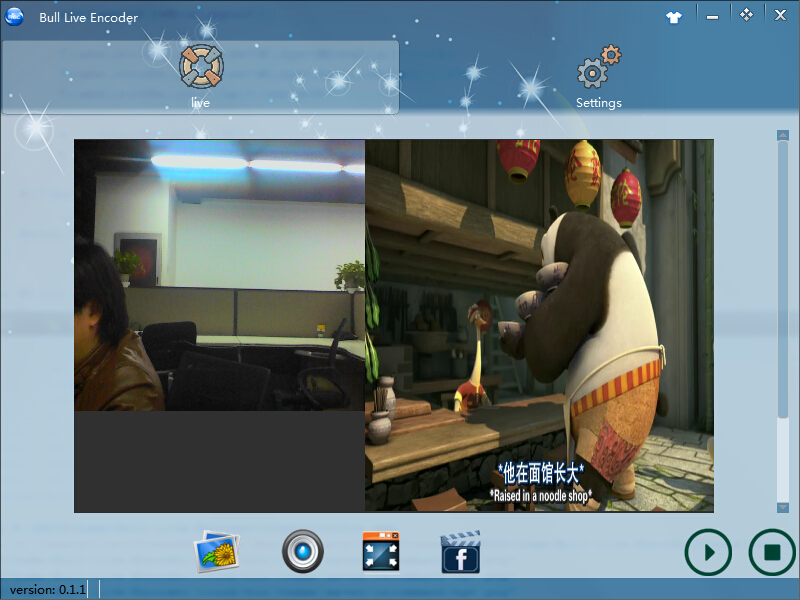 Bull Live Encoder
live
Settings
*他在面馆长大*
*Raised in a noodle shop*
version: 0.1.1